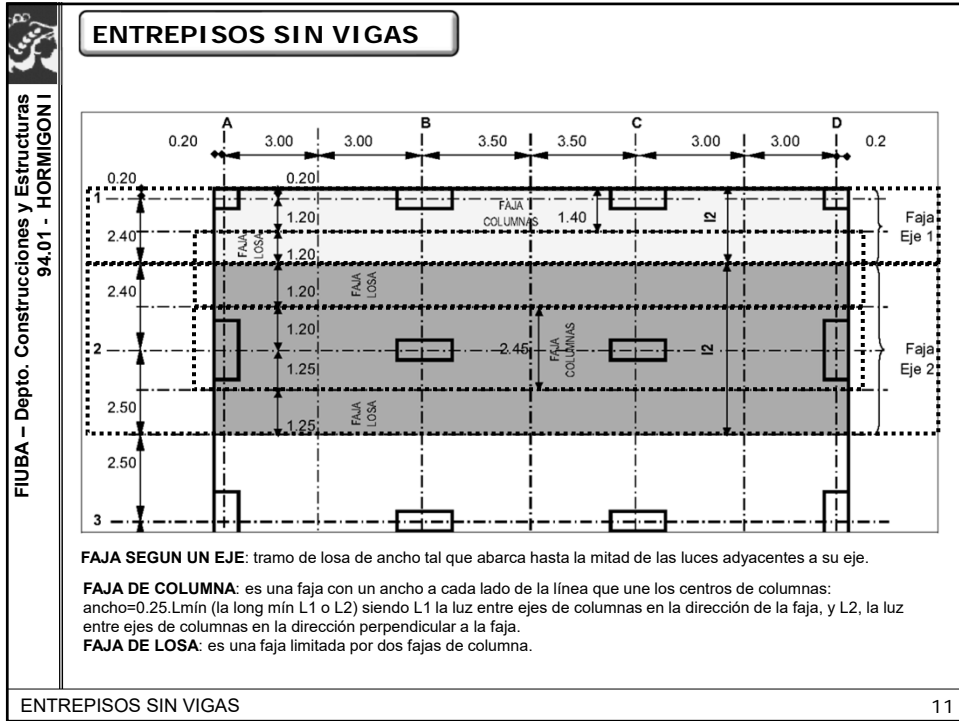 ENTREPISOS SIN VIGAS
FIUBA – Depto. Construcciones y Estructuras
94.01 - HORMIGON I
A B C D
0.20 3.00 3.00 3.50 3.50 3.00 3.00 0.2
0.20 0.20
1
FAJA
COLUMNAS
1.40
l2
Faja
Eje 1
1.20
2.40
FAJA
LOSA
1.20
2.40
1.20
FAJA
LOSA
1.20
2
2.45
FAJA
COLUMNAS
l2
Faja
Eje 2
1.25
2.50
1.25
FAJA
LOSA
2.50
3
FAJA SEGUN UN EJE: tramo de losa de ancho tal que abarca hasta la mitad de las luces adyacentes a su eje.
FAJA DE COLUMNA: es una faja con un ancho a cada lado de la línea que une los centros de columnas:
ancho=0.25.Lmín (la long mín L1 o L2) siendo L1 la luz entre ejes de columnas en la dirección de la faja, y L2, la luz
entre ejes de columnas en la dirección perpendicular a la faja.
FAJA DE LOSA: es una faja limitada por dos fajas de columna.
ENTREPISOS SIN VIGAS 11